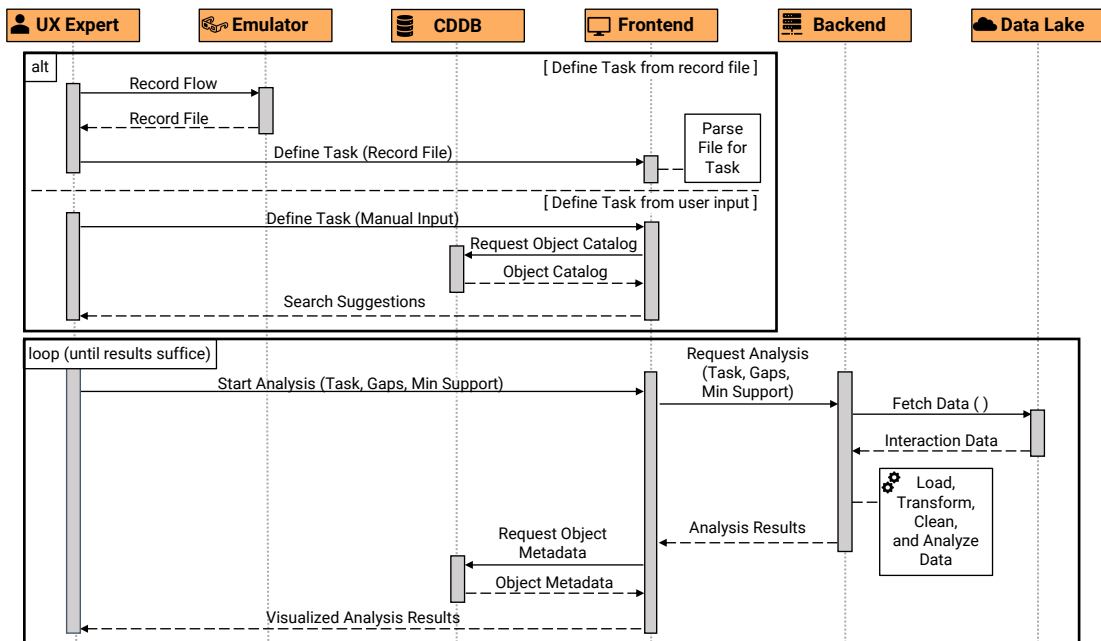 UX Expert
Emulator
CDDB
Frontend
Backend
Data Lake
alt
[ Define Task from record file ]
Record Flow
Record File
Define Task (Record File)
Parse
File for
Task
[ Define Task from user input ]
Define Task (Manual Input)
Request Object Catalog
Object Catalog
Search Suggestions
loop (until results suffice)
Start Analysis (Task, Gaps, Min Support)
Request Analysis
(Task, Gaps,
Min Support)
Fetch Data ( )
Interaction Data
Load,
Transform,
Clean,
and Analyze
Data
Analysis Results
Request Object
Metadata
Object Metadata
Visualized Analysis Results